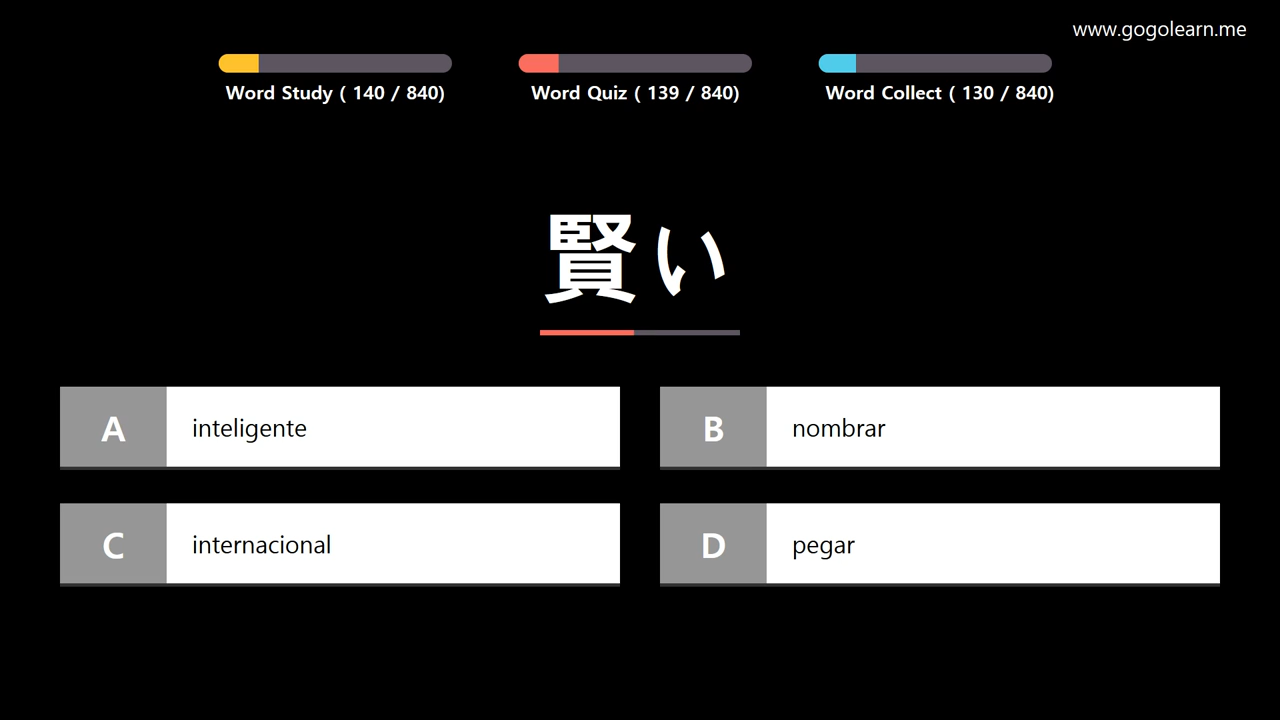 www.gogolearn.me
Word Study ( 140 / 840)
Word Quiz ( 139 / 840)
Word Collect ( 130 / 840)
賢い
A inteligente
B nombrar
C internacional
D pegar